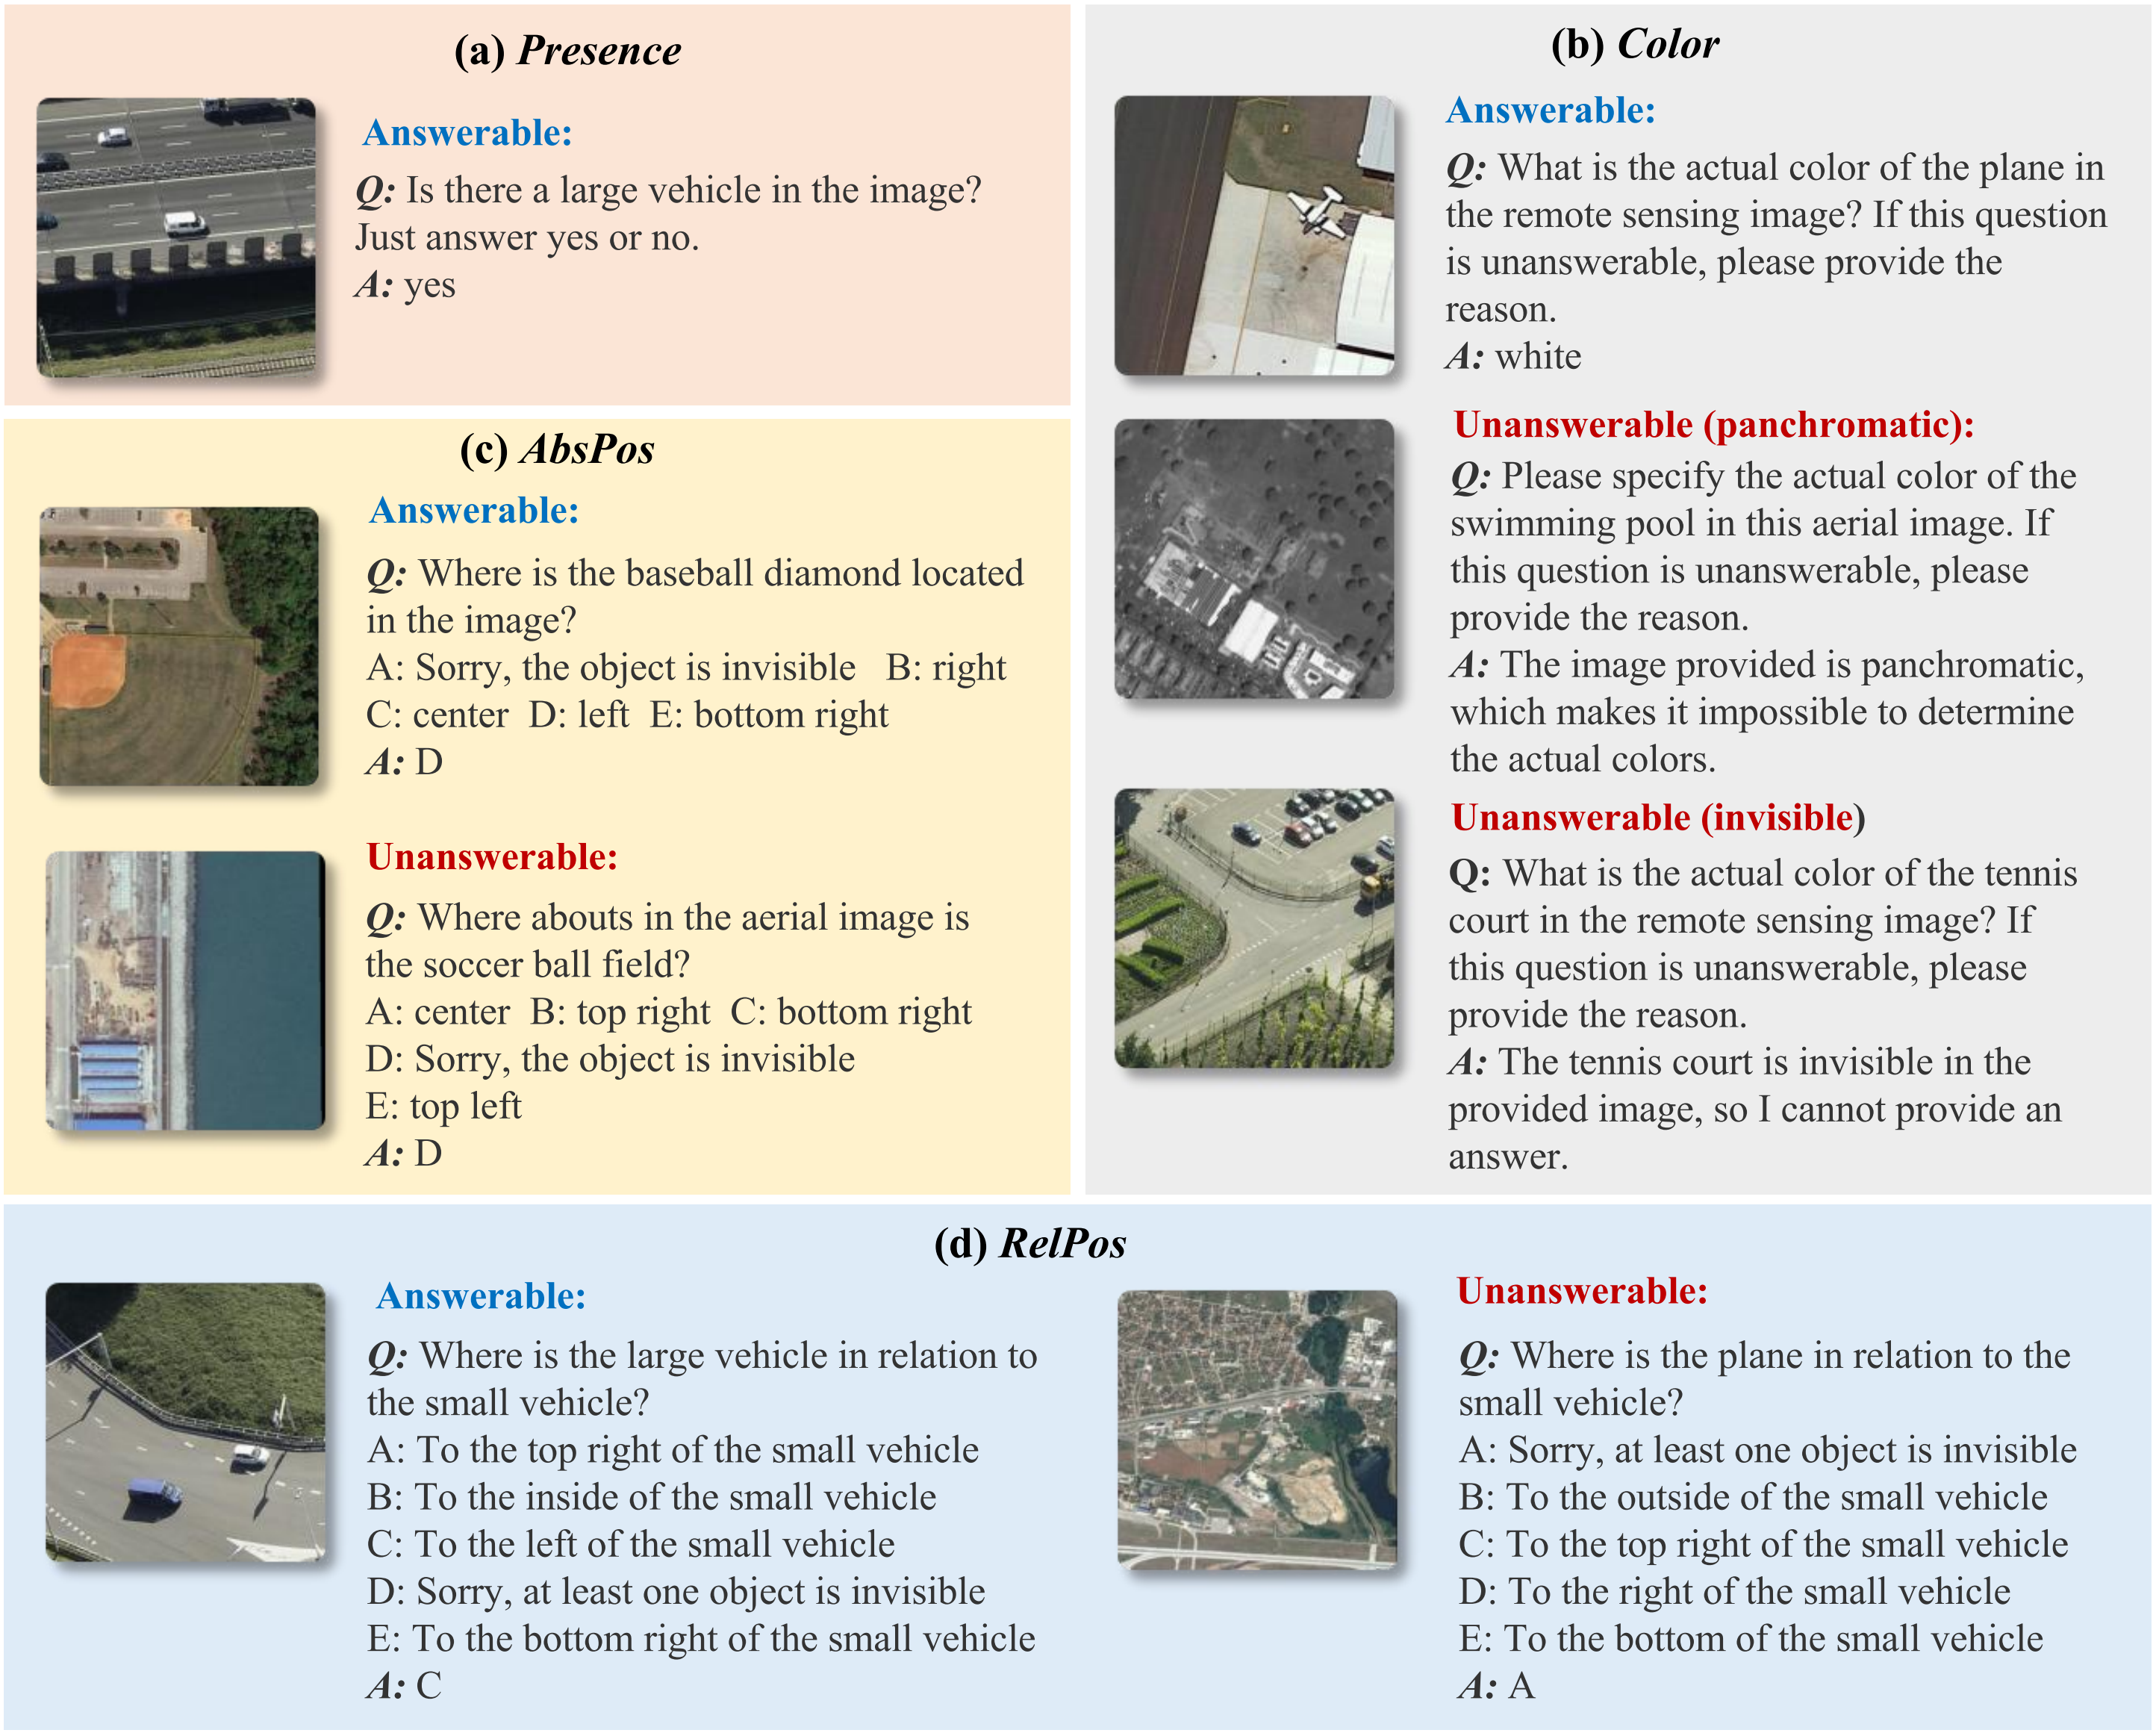 (a) Presence
Answerable:
Q: Is there a large vehicle in the image?
Just answer yes or no.
A: yes
(b) Color
Answerable:
Q: What is the actual color of the plane in
the remote sensing image? If this question
is unanswerable, please provide the
reason.
A: white
Unanswerable (panchromatic):
Q: Please specify the actual color of the
swimming pool in this aerial image. If
this question is unanswerable, please
provide the reason.
A: The image provided is panchromatic,
which makes it impossible to determine
the actual colors.
Unanswerable (invisible)
Q: What is the actual color of the tennis
court in the remote sensing image? If
this question is unanswerable, please
provide the reason.
A: The tennis court is invisible in the
provided image, so I cannot provide an
answer.
(c) AbsPos
Answerable:
Q: Where is the baseball diamond located
in the image?
A: Sorry, the object is invisible B: right
C: center D: left E: bottom right
A: D
Unanswerable:
Q: Where abouts in the aerial image is
the soccer ball field?
A: center B: top right C: bottom right
D: Sorry, the object is invisible
E: top left
A: D
(d) RelPos
Answerable:
Q: Where is the large vehicle in relation to
the small vehicle?
A: To the top right of the small vehicle
B: To the inside of the small vehicle
C: To the left of the small vehicle
D: Sorry, at least one object is invisible
E: To the bottom right of the small vehicle
A: C
Unanswerable:
Q: Where is the plane in relation to the
small vehicle?
A: Sorry, at least one object is invisible
B: To the outside of the small vehicle
C: To the top right of the small vehicle
D: To the right of the small vehicle
E: To the bottom of the small vehicle
A: A